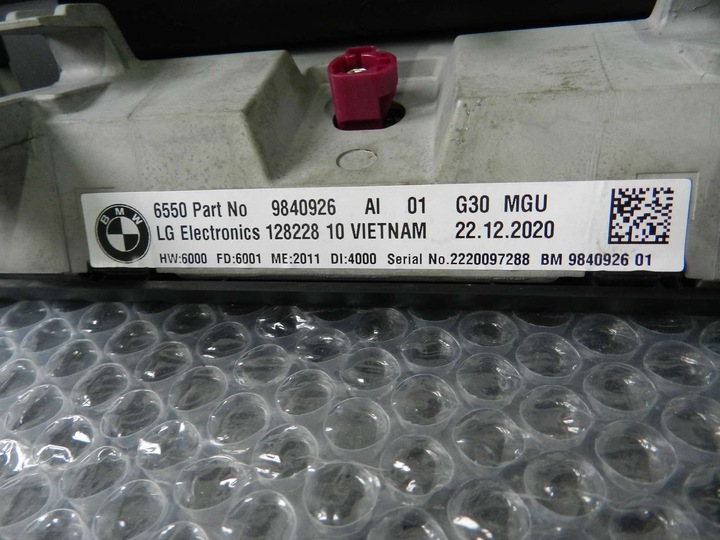 BMW
6550 Part No 9840926 AI 01 G30 MGU
LG Electronics 128228 10 VIETNAM 22.12.2020
HW:6000 FD:6001 ME:2011 DI:4000 Serial No.2220097288 BM 9840926 01